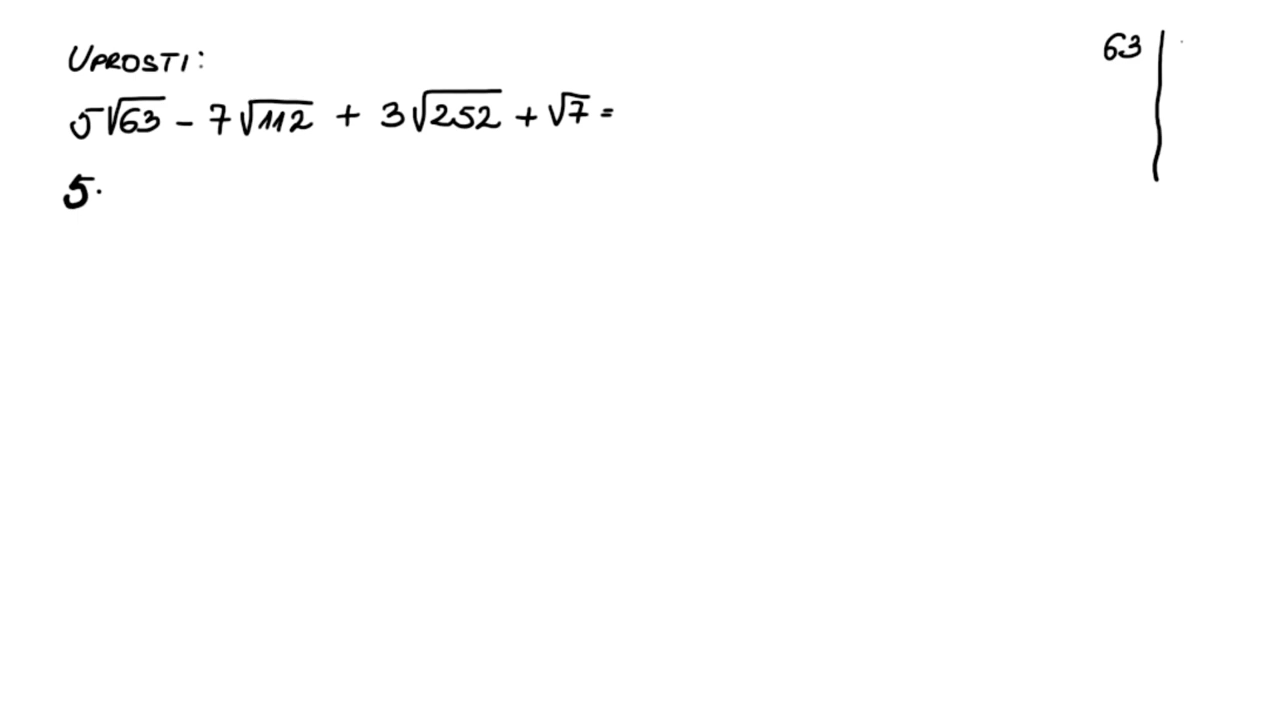 UPROSTI:
5√63 - 7√112 + 3√252 + √7 =
5·
63